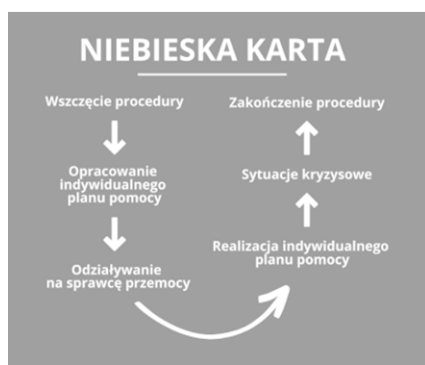 NIEBIESKA KARTA
Wszczęcie procedury
Opracowanie
indywidualnego
planu pomocy
Odziaływanie
na sprawcę przemocy
Realizacja indywidualnego
planu pomocy
Sytuacje kryzysowe
Zakończenie procedury